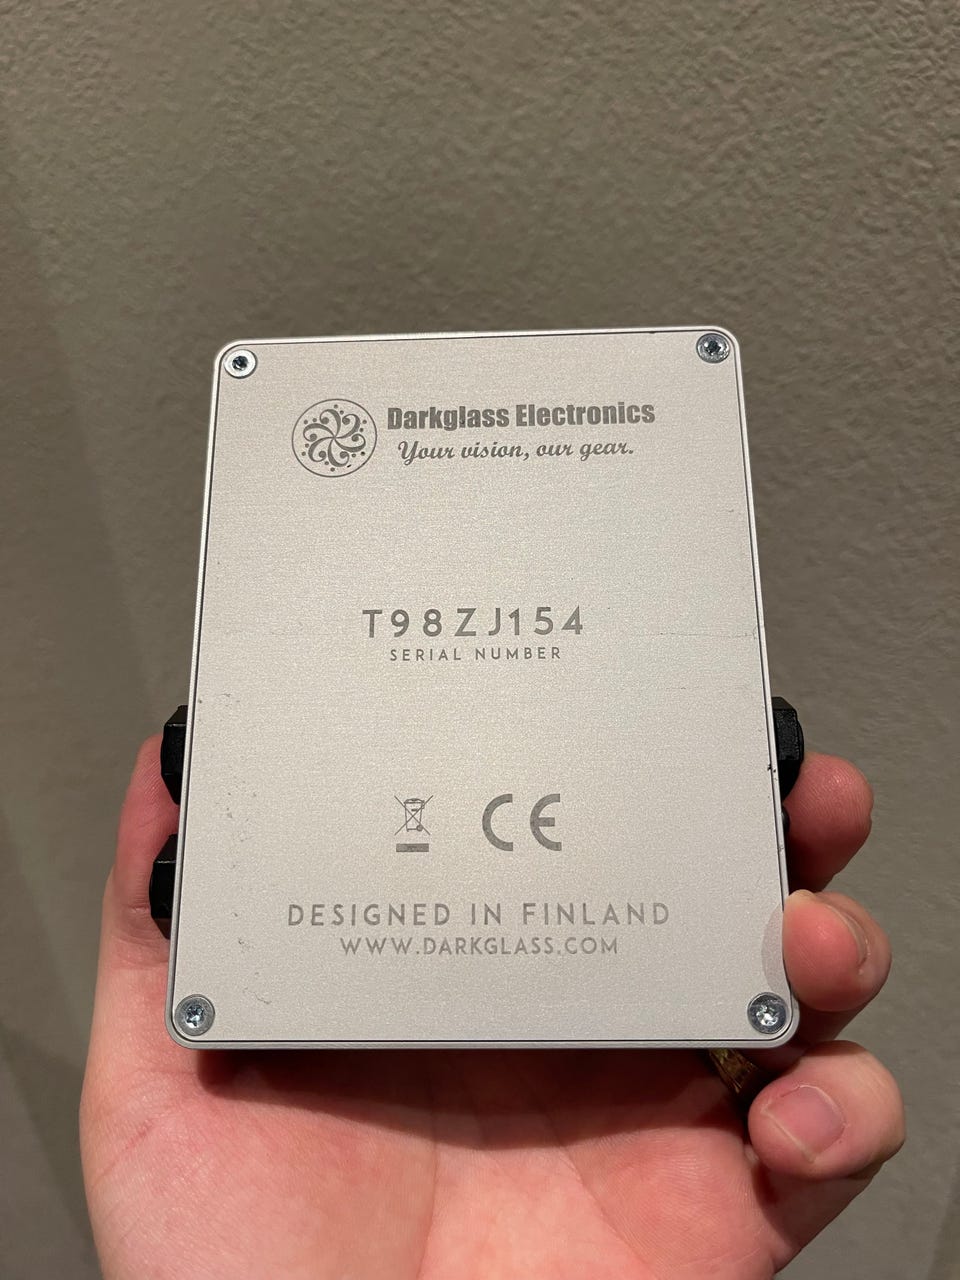 Darkglass Electronics
Your vision, our gear.
T98ZJ154
SERIAL NUMBER
CE
DESIGNED IN FINLAND
WWW.DARKGLASS.COM